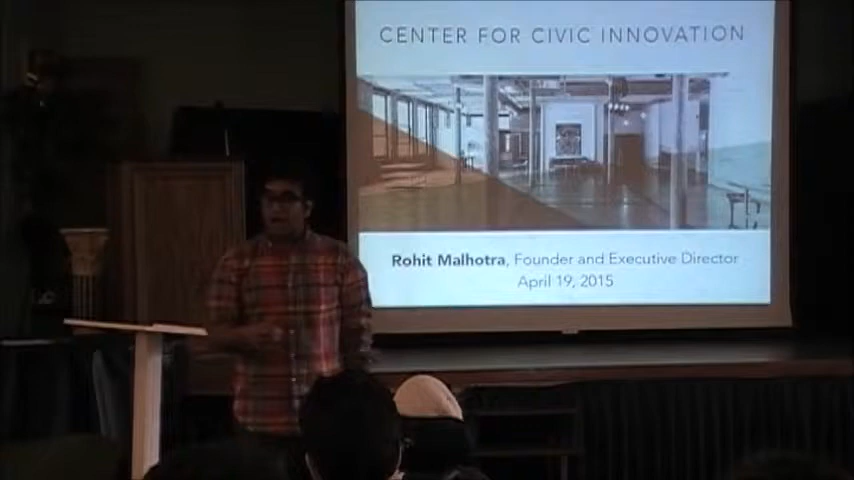 CENTER FOR CIVIC INNOVATION
Rohit Malhotra, Founder and Executive Director
April 19, 2015